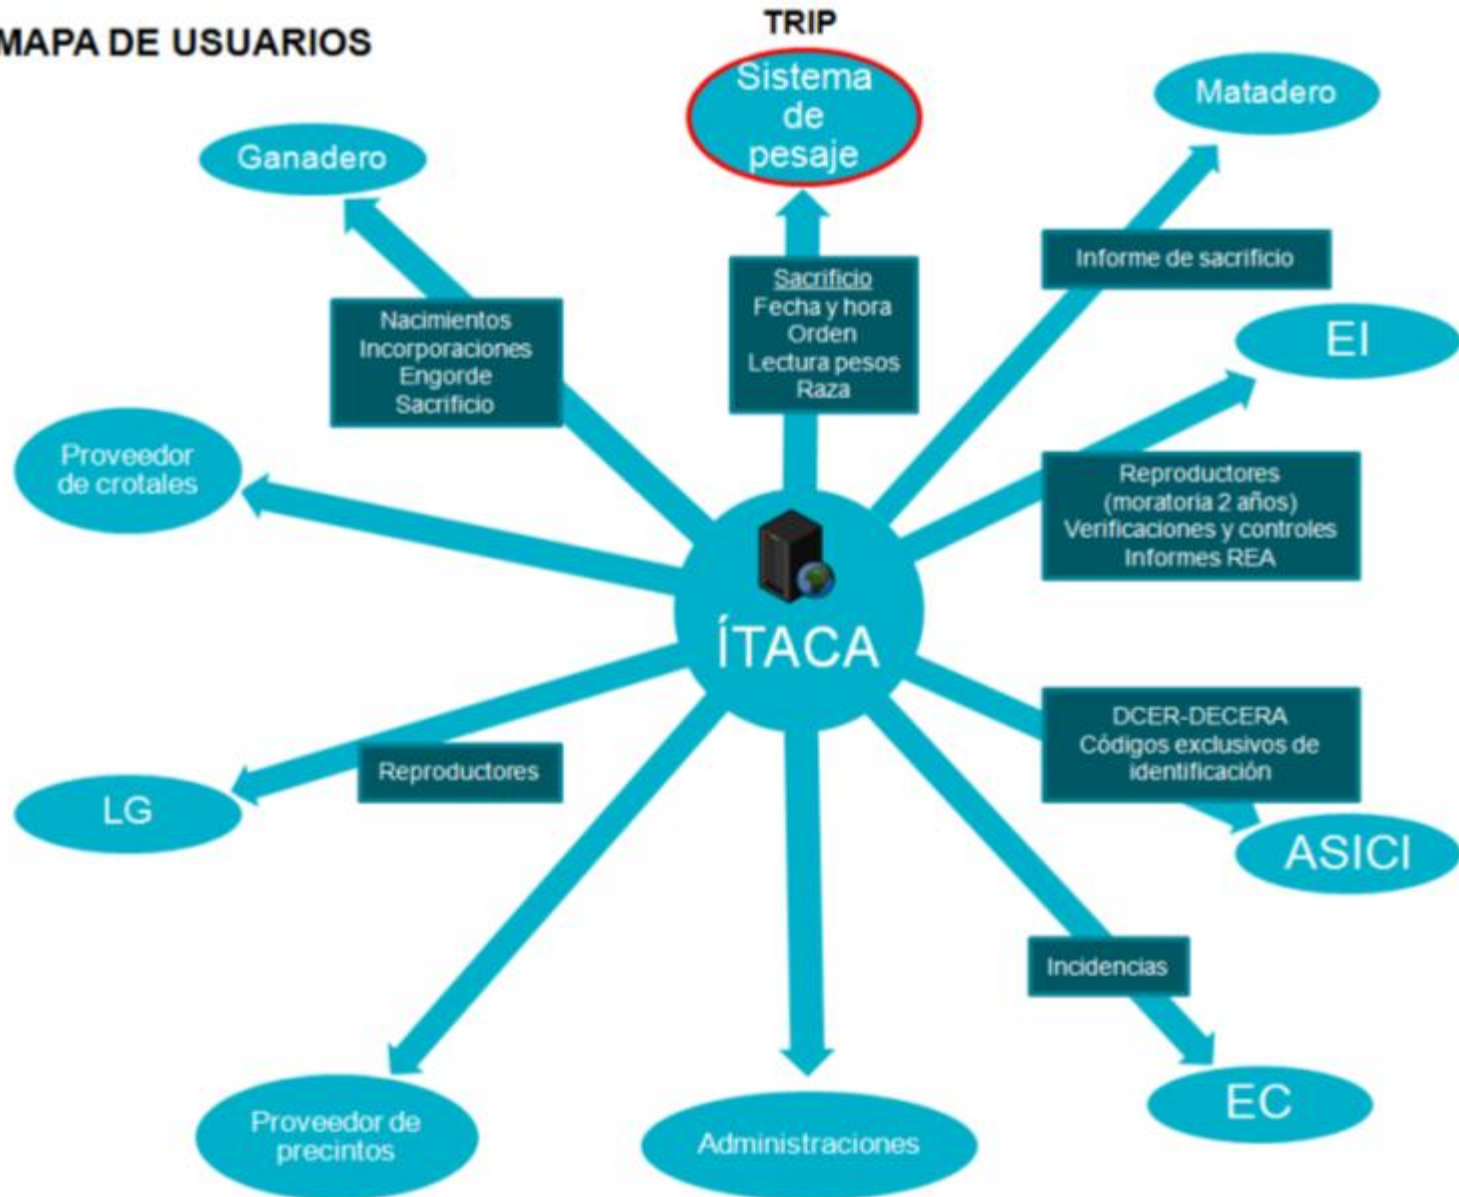 MAPA DE USUARIOS
TRIP
Sistema
de
pesaje
Matadero
Ganadero
Informe de sacrificio
Sacrificio
Fecha y hora
Orden
Lectura pesos
Raza
Nacimientos
Incorporaciones
Engorde
Sacrificio
EI
Proveedor
de crotales
Reproductores
(moratoria 2 años)
Verificaciones y controles
Informes REA
ÍTACA
DCER-DECERA
Códigos exclusivos de
identificación
Reproductores
LG
ASICI
Incidencias
EC
Proveedor de
precintos
Administraciones